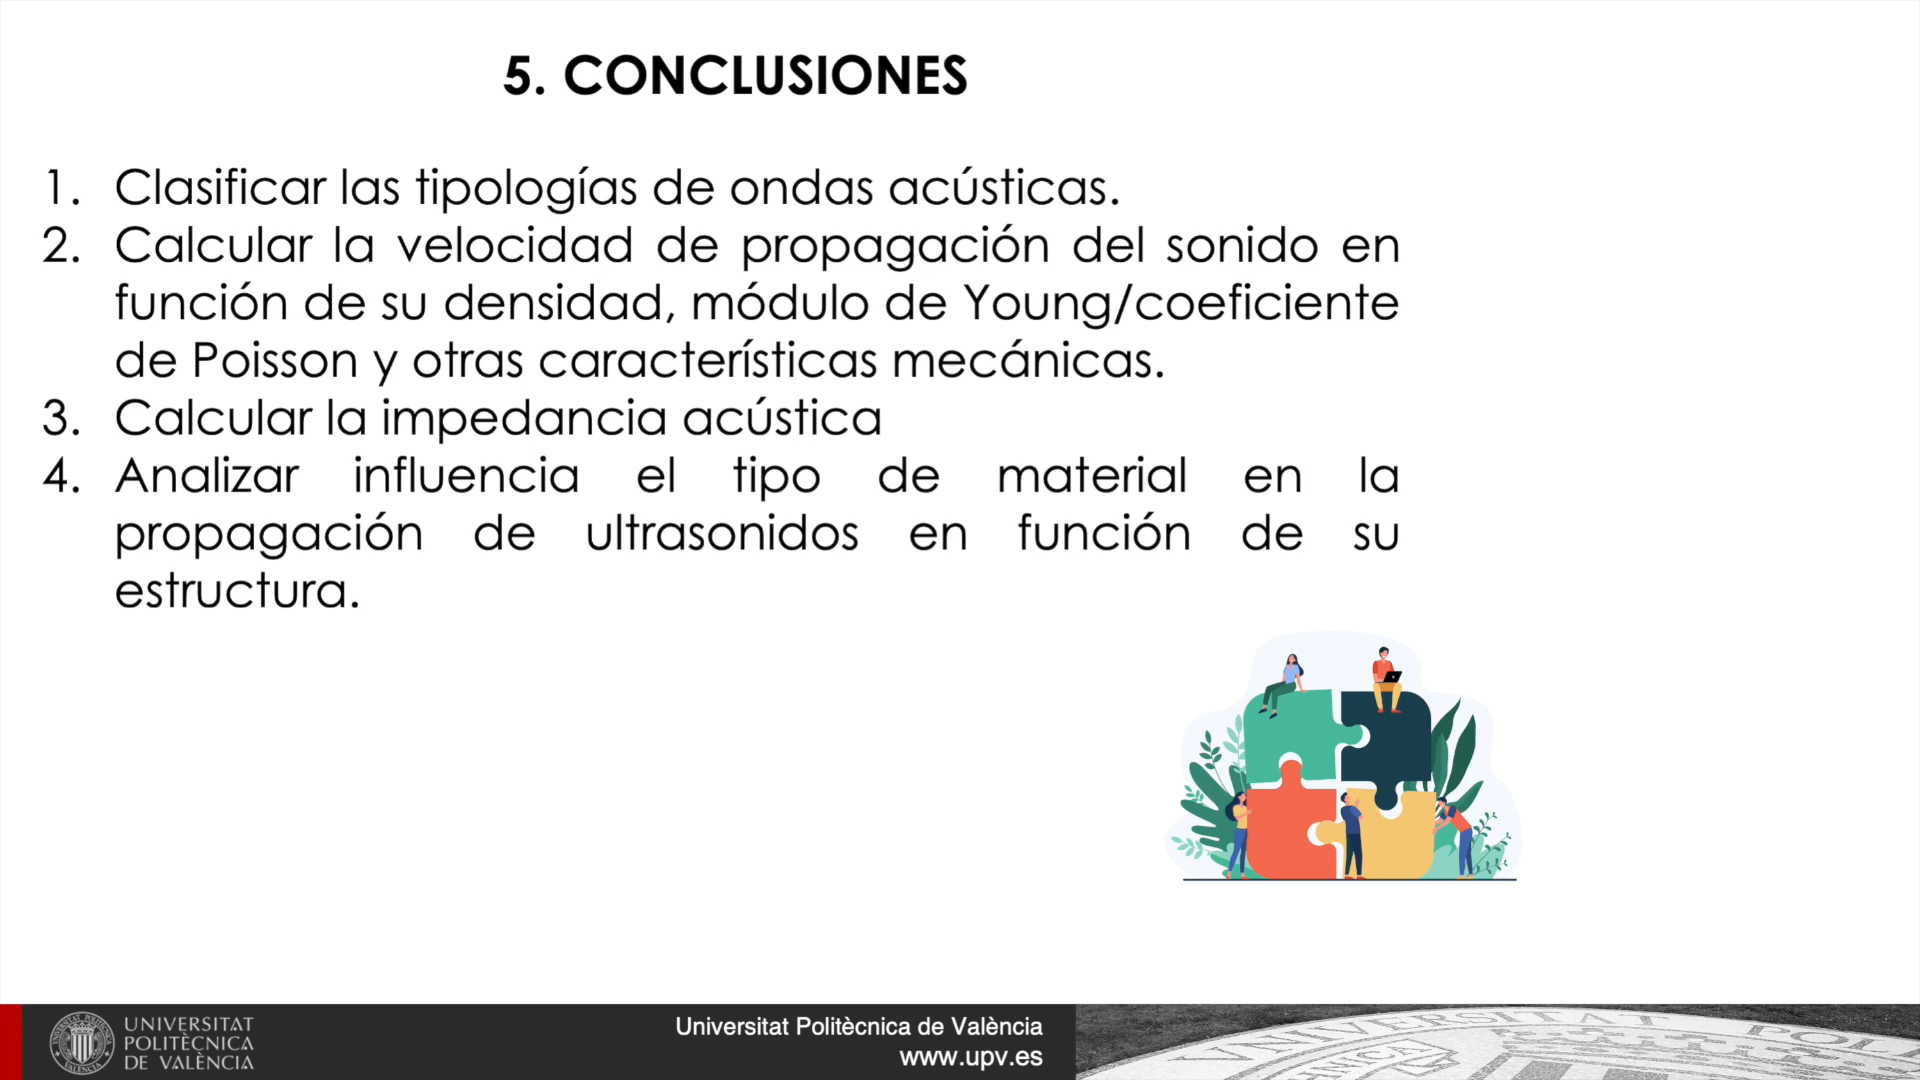 5. CONCLUSIONES
1. Clasificar las tipologías de ondas acústicas.
2. Calcular la velocidad de propagación del sonido en
función de su densidad, módulo de Young/coeficiente
de Poisson y otras características mecánicas.
3. Calcular la impedancia acústica
4. Analizar influencia el tipo de material en la
propagación de ultrasonidos en función de su
estructura.
UNIVERSITAT
POLITÈCNICA
DE VALÈNCIA
Universitat Politècnica de València
www.upv.es